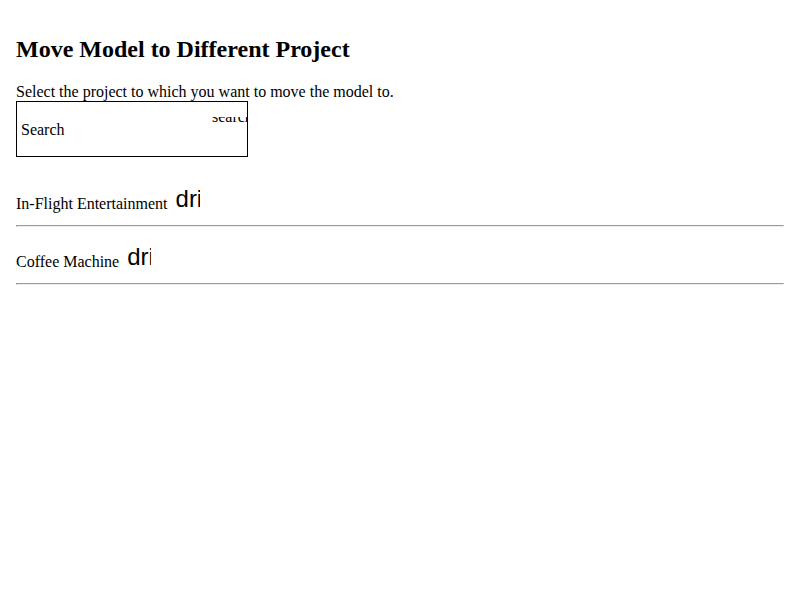 Move Model to Different Project
Select the project to which you want to move the model to.
Search
In-Flight Entertainment dri
Coffee Machine dri